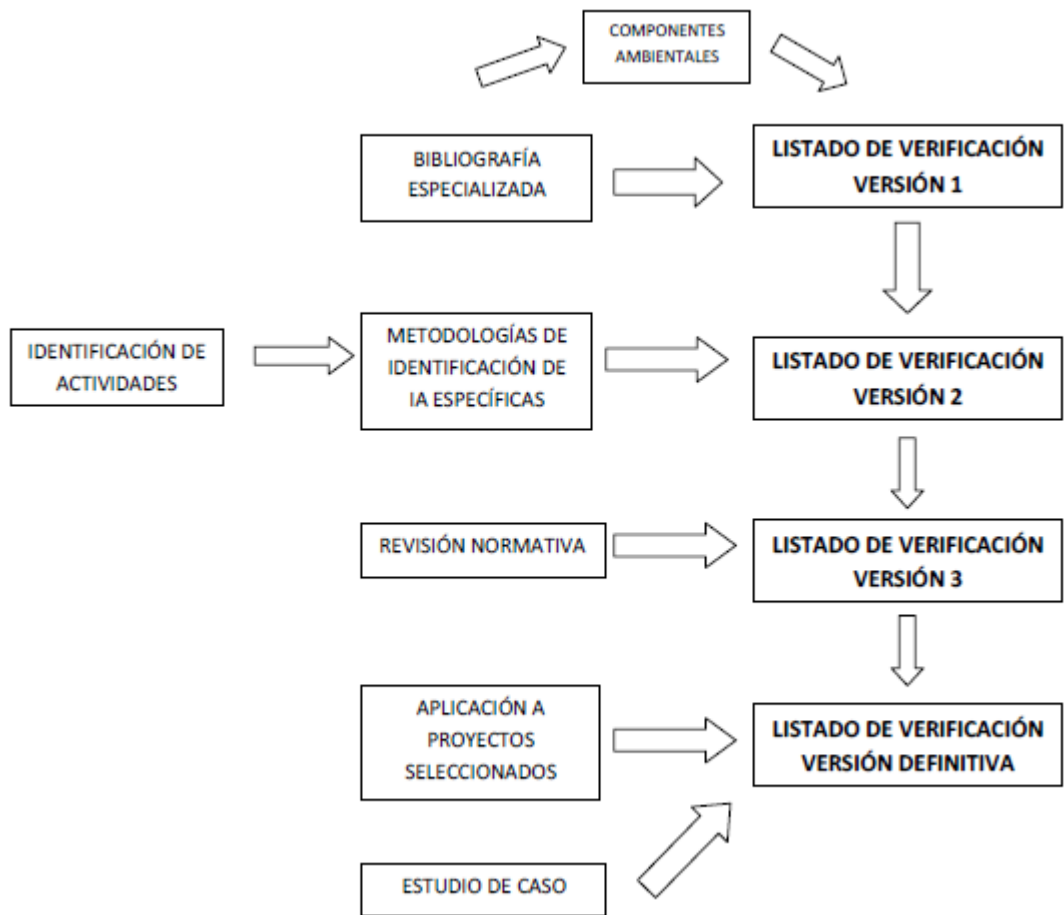 COMPONENTES
AMBIENTALES
BIBLIOGRAFÍA
ESPECIALIZADA
LISTADO DE VERIFICACIÓN
VERSIÓN 1
IDENTIFICACIÓN DE
ACTIVIDADES
METODOLOGÍAS DE
IDENTIFICACIÓN DE
IA ESPECÍFICAS
LISTADO DE VERIFICACIÓN
VERSIÓN 2
REVISIÓN NORMATIVA
LISTADO DE VERIFICACIÓN
VERSIÓN 3
APLICACIÓN A
PROYECTOS
SELECCIONADOS
LISTADO DE VERIFICACIÓN
VERSIÓN DEFINITIVA
ESTUDIO DE CASO